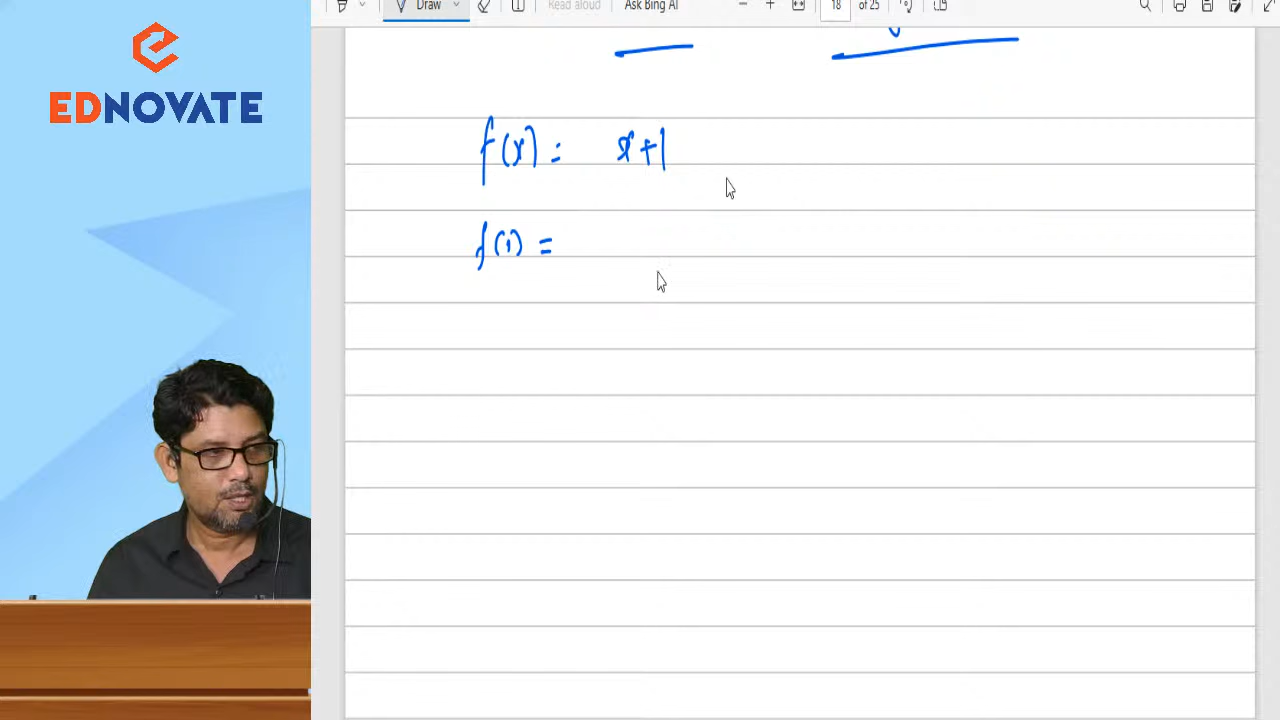 Draw
Read aloud
Ask Bing AI
18 of 25
EDNOVATE
f(x) = x+1
f(1) =